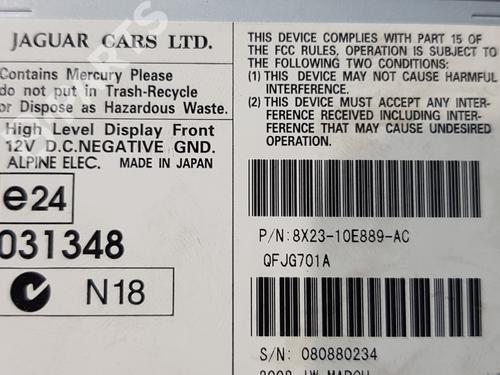 JAGUAR CARS LTD.
Contains Mercury Please
do not put in Trash-Recycle
or Dispose as Hazardous Waste.
High Level Display Front
12V D.C.NEGATIVE GND.
ALPINE ELEC. MADE IN JAPAN
e24
031348
N18
THIS DEVICE COMPLIES WITH PART 15 OF
THE FCC RULES, OPERATION IS SUBJECT TO
THE FOLLOWING TWO CONDITIONS:
(1) THIS DEVICE MAY NOT CAUSE HARMFUL
INTERFERENCE.
(2) THIS DEVICE MUST ACCEPT ANY INTER-
FERENCE RECEIVED INCLUDING INTER-
FERENCE THAT MAY CAUSE UNDESIRED
OPERATION.
P/N:8X23-10E889-AC
QFJG701A
S/N: 080880234
2008 JW MARCH